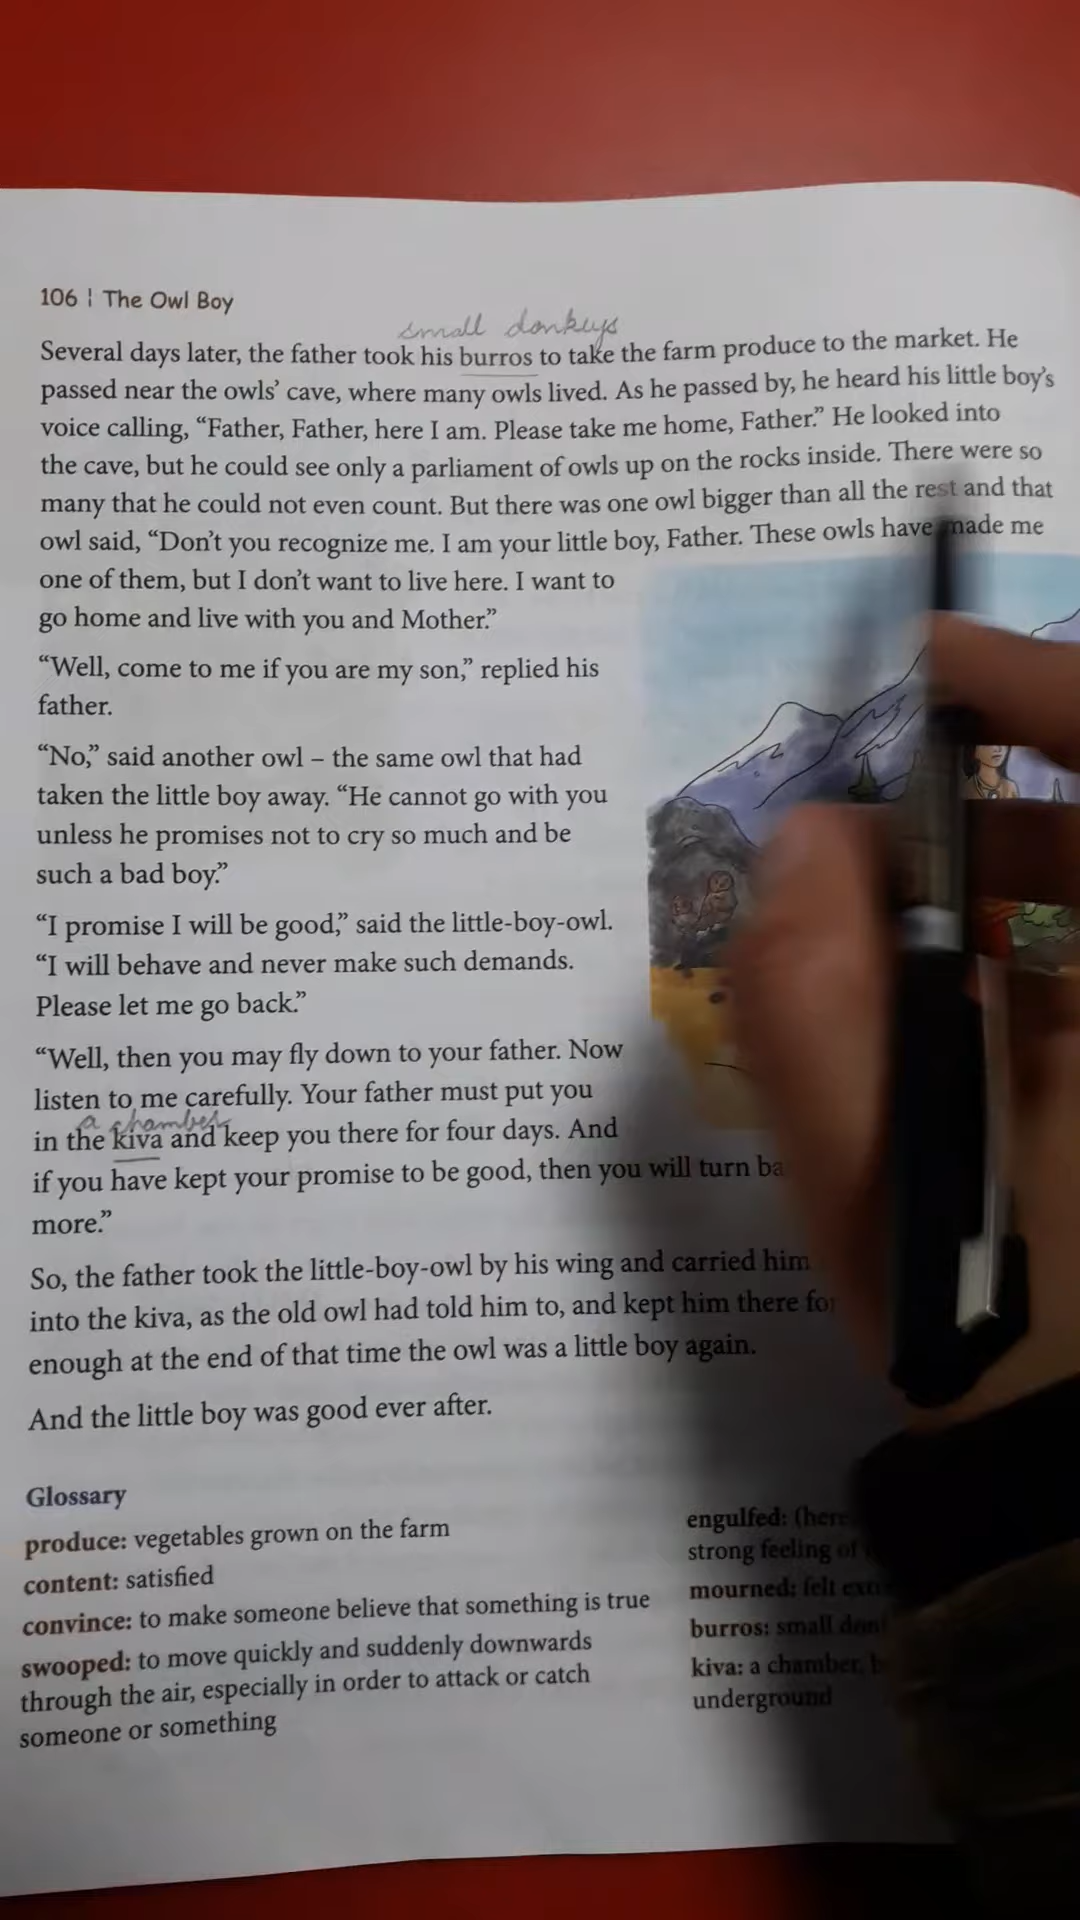 106 | The Owl Boy
small donkeys
Several days later, the father took his burros to take the farm produce to the market. He
passed near the owls’ cave, where many owls lived. As he passed by, he heard his little boy’s
voice calling, “Father, Father, here I am. Please take me home, Father.” He looked into
the cave, but he could see only a parliament of owls up on the rocks inside. There were so
many that he could not even count. But there was one owl bigger than all the rest and that
owl said, “Don’t you recognize me. I am your little boy, Father. These owls have made me
one of them, but I don’t want to live here. I want to
go home and live with you and Mother.”
“Well, come to me if you are my son,” replied his
father.
“No,” said another owl – the same owl that had
taken the little boy away. “He cannot go with you
unless he promises not to cry so much and be
such a bad boy.”
“I promise I will be good,” said the little-boy-owl.
“I will behave and never make such demands.
Please let me go back.”
“Well, then you may fly down to your father. Now
listen to me carefully. Your father must put you
a chamber
in the kiva and keep you there for four days. And
if you have kept your promise to be good, then you will turn
more.”
So, the father took the little-boy-owl by his wing and carried him
into the kiva, as the old owl had told him to, and kept him there
enough at the end of that time the owl was a little boy again.
And the little boy was good ever after.
Glossary
produce: vegetables grown on the farm
content: satisfied
convince: to make someone believe that something is true
swooped: to move quickly and suddenly downwards
through the air, especially in order to attack or catch
someone or something
engulfed: (here
strong feeling of
mourned: felt
burros: small
kiva: a chamber,
underground